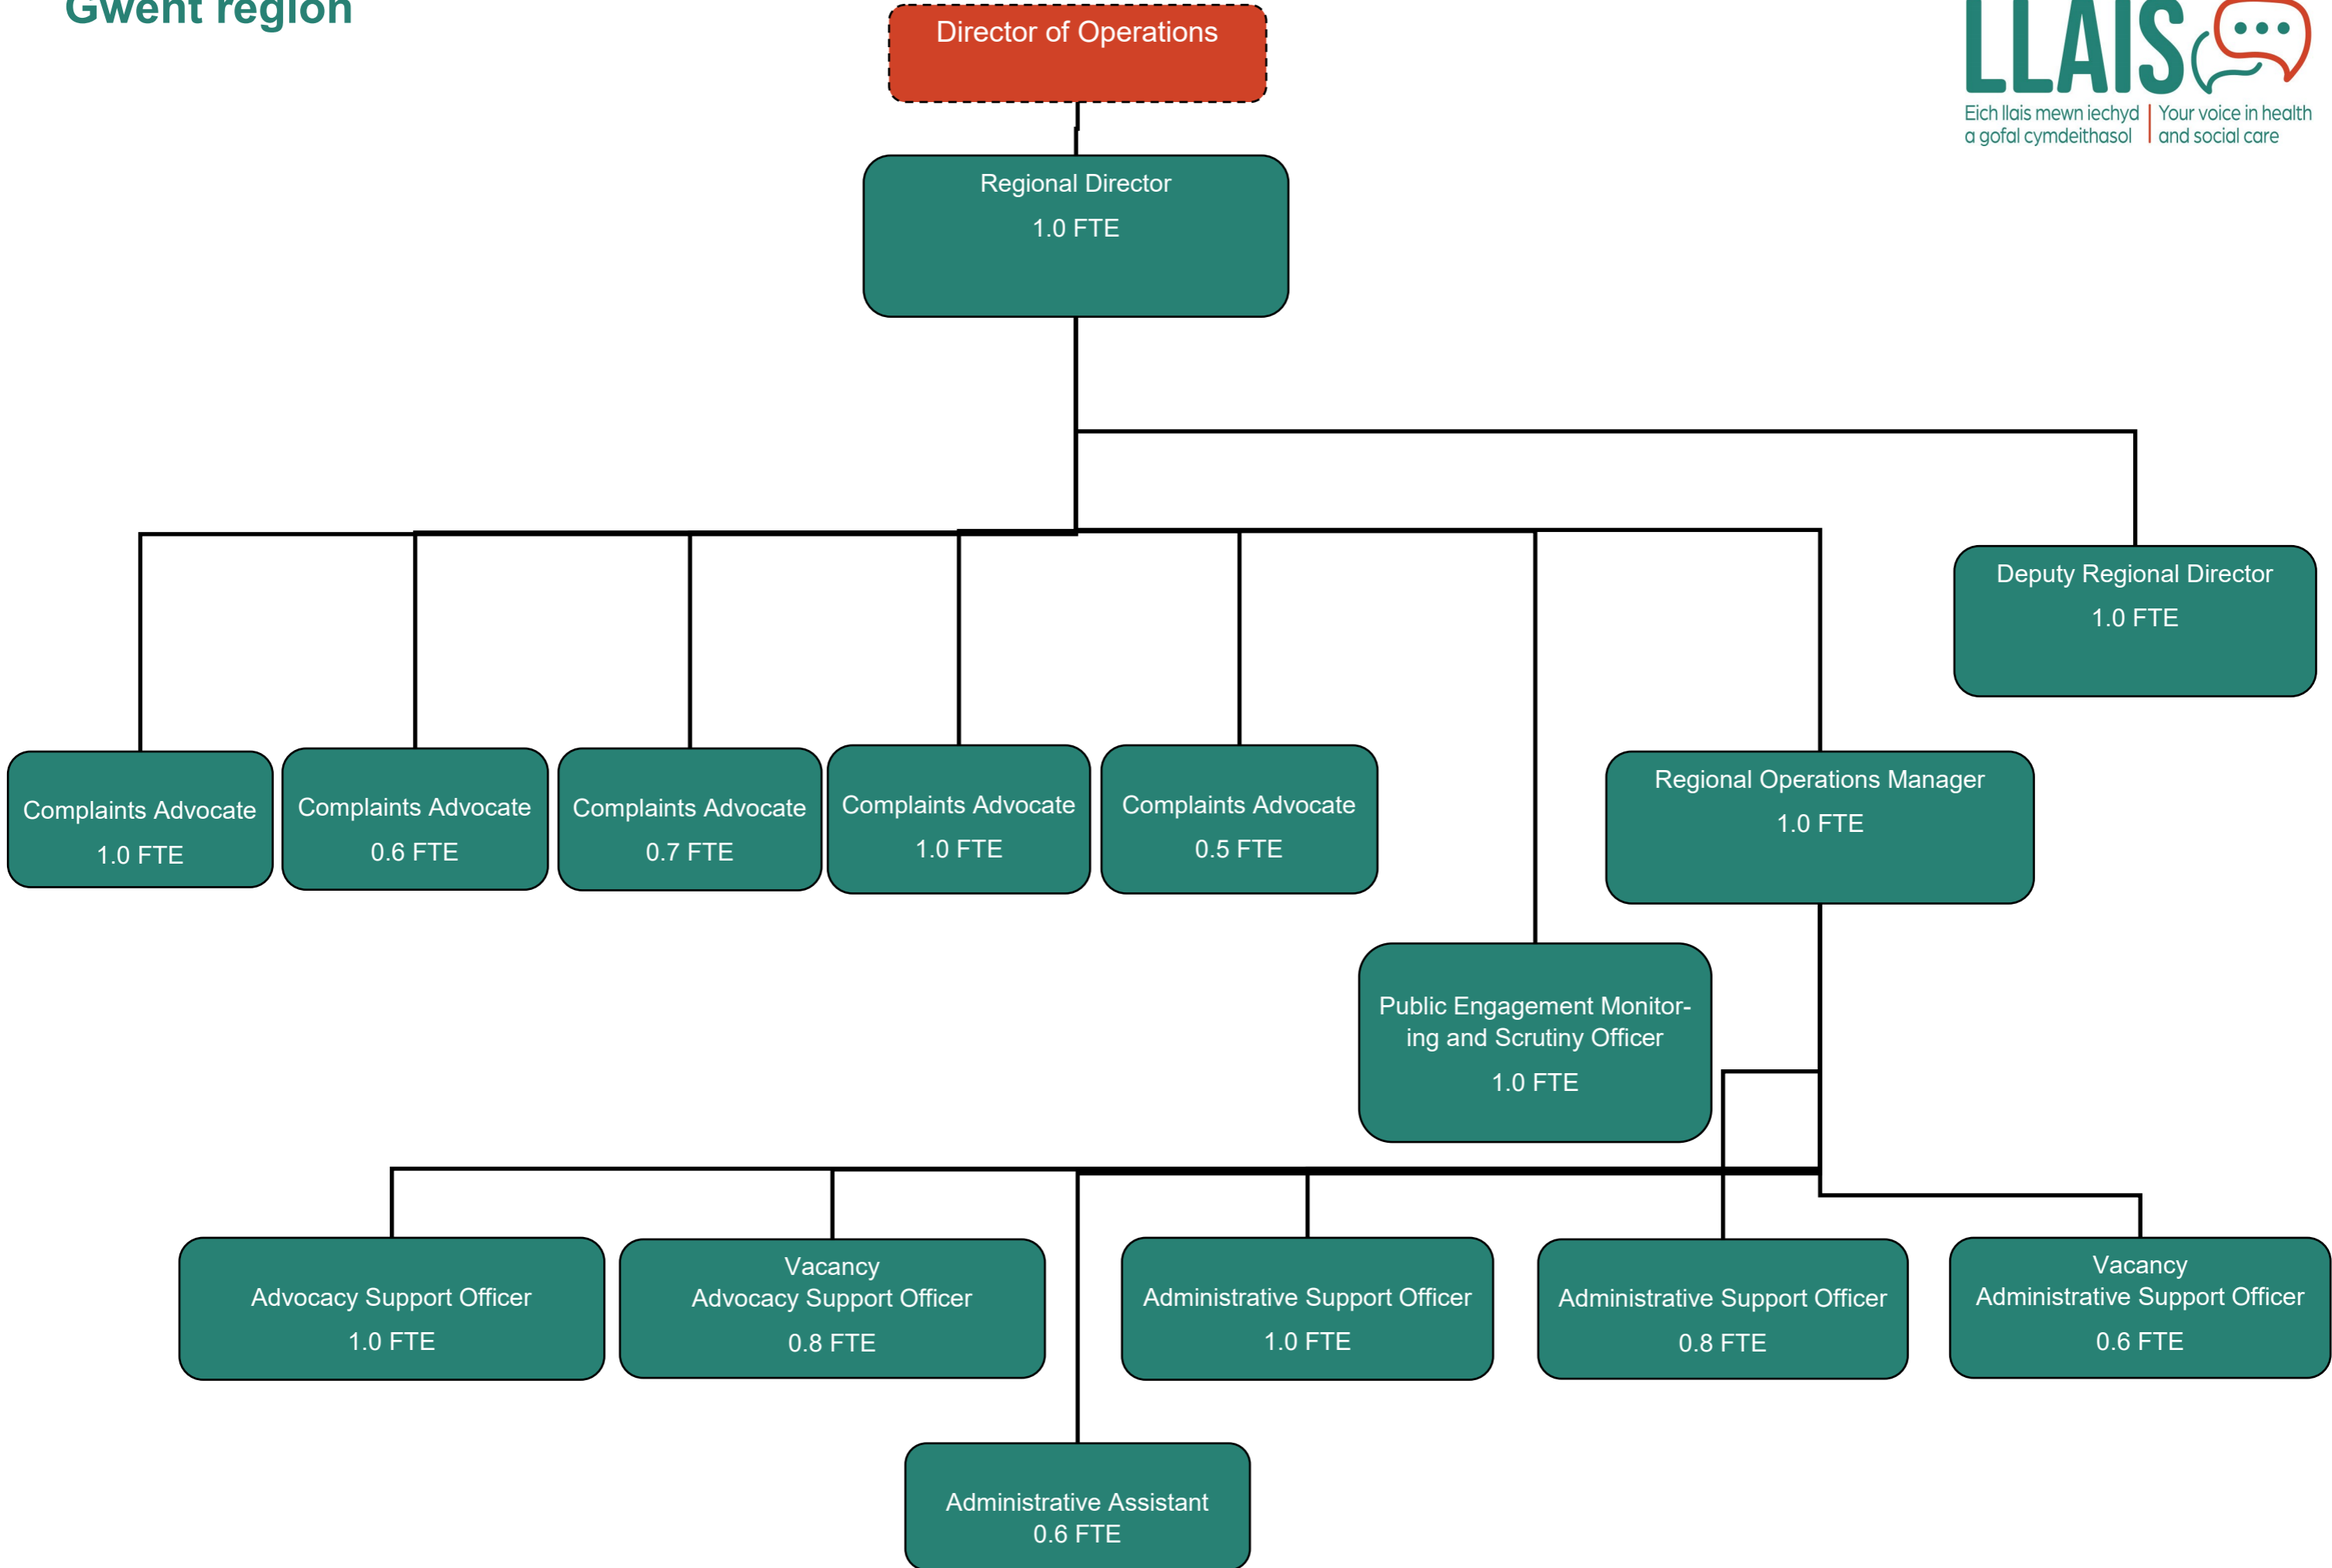 Gwent region
LLAIS
Eich llais mewn iechyd
a gofal cymdeithasol
Your voice in health
and social care
Director of Operations
Regional Director
1.0 FTE
Deputy Regional Director
1.0 FTE
Complaints Advocate
1.0 FTE
Complaints Advocate
0.6 FTE
Complaints Advocate
0.7 FTE
Complaints Advocate
1.0 FTE
Complaints Advocate
0.5 FTE
Regional Operations Manager
1.0 FTE
Public Engagement Monitor-
ing and Scrutiny Officer
1.0 FTE
Advocacy Support Officer
1.0 FTE
Vacancy
Advocacy Support Officer
0.8 FTE
Administrative Support Officer
1.0 FTE
Administrative Support Officer
0.8 FTE
Vacancy
Administrative Support Officer
0.6 FTE
Administrative Assistant
0.6 FTE